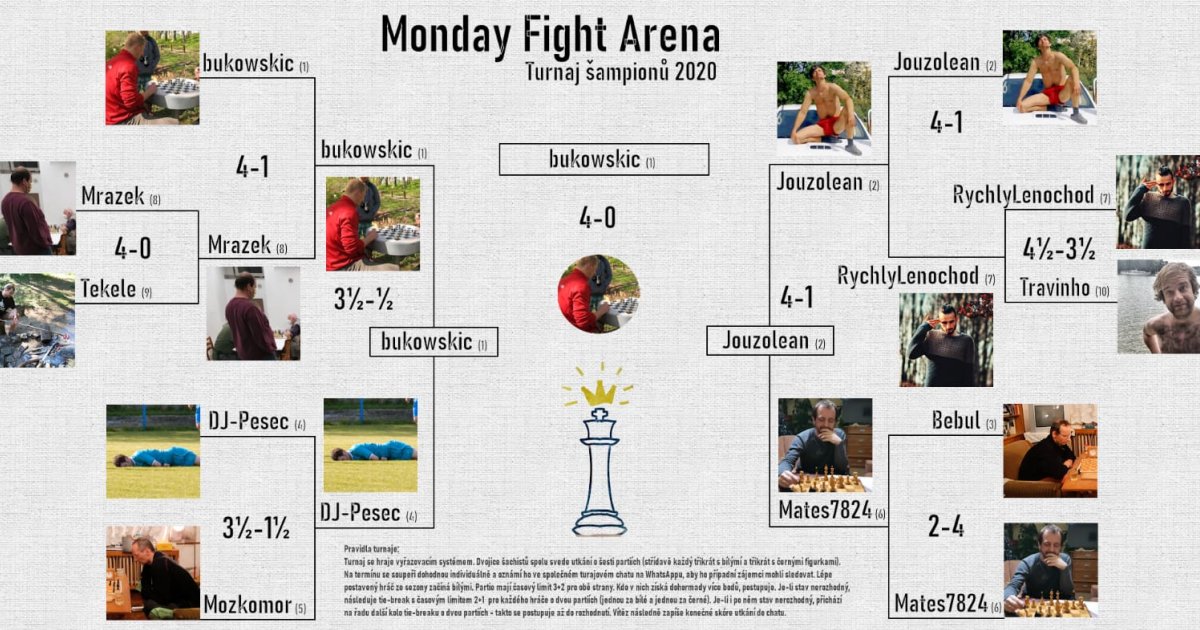 Monday Fight Arena
Turnaj šampionů 2020
bukowskic (1)
4-1
Mrazek (8)
4-0
Tekele (9)
Mrazek (8)
bukowskic (1)
3½-½
DJ-Pesec (4)
3½-1½
Mozkomor (5)
DJ-Pesec (4)
bukowskic (1)
bukowskic (1)
4-0
Jouzolean (2)
4-1
Jouzolean (2)
Jouzolean (2)
4-1
RychlyLenochod (7)
4½-3½
Travinho (10)
RychlyLenochod (7)
Mates7824 (6)
Bebul (3)
2-4
Mates7824 (6)
Pravidla turnaje:
Turnaj se hraje vyřazovacím systémem. Dvojice šachistů spolu svede utkání o šesti partiích (střídavě každý třikrát s bílými a třikrát s černými figurkami).
Na termínu se soupeři dohodnou individuálně a oznámí ho ve společném turajovém chatu na WhatsAppu, aby ho případní zájemci mohli sledovat. Lépe
postavený hráč ze sezony začíná bílými. Partie mají časový limit 3+2 pro obě strany. Kdo v nich získá dohormady více bodů, postupuje. Je-li stav nerozhodný,
následuje tie-break s časovým limitem 2+1 pro každého hráče o dvou partiích (jednou za bílé a jednou za černé). Je-li i po něm stav nerozhodný, přichází
na řadu další kolo tie-breaku o dvou partiích - takto se postupuje až do rozhednutí. Vítěz následně zapíše konečné skóre utkání do chatu.